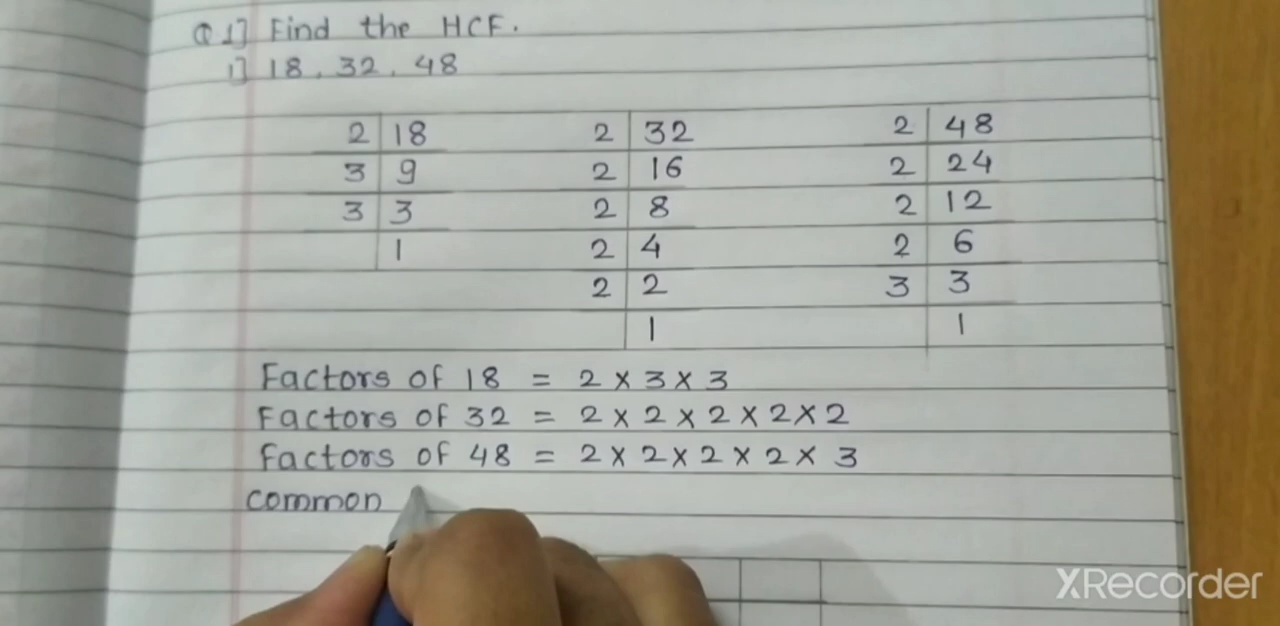 Q 1] Find the HCF.
1] 18, 32, 48
2 18 2 32 2 48
3 9 2 16 2 24
3 3 2 8 2 12
1 2 4 2 6
2 2 3 3
1 1
Factors of 18 = 2 × 3 × 3
Factors of 32 = 2 × 2 × 2 × 2 × 2
Factors of 48 = 2 × 2 × 2 × 2 × 3
common
XRecorder